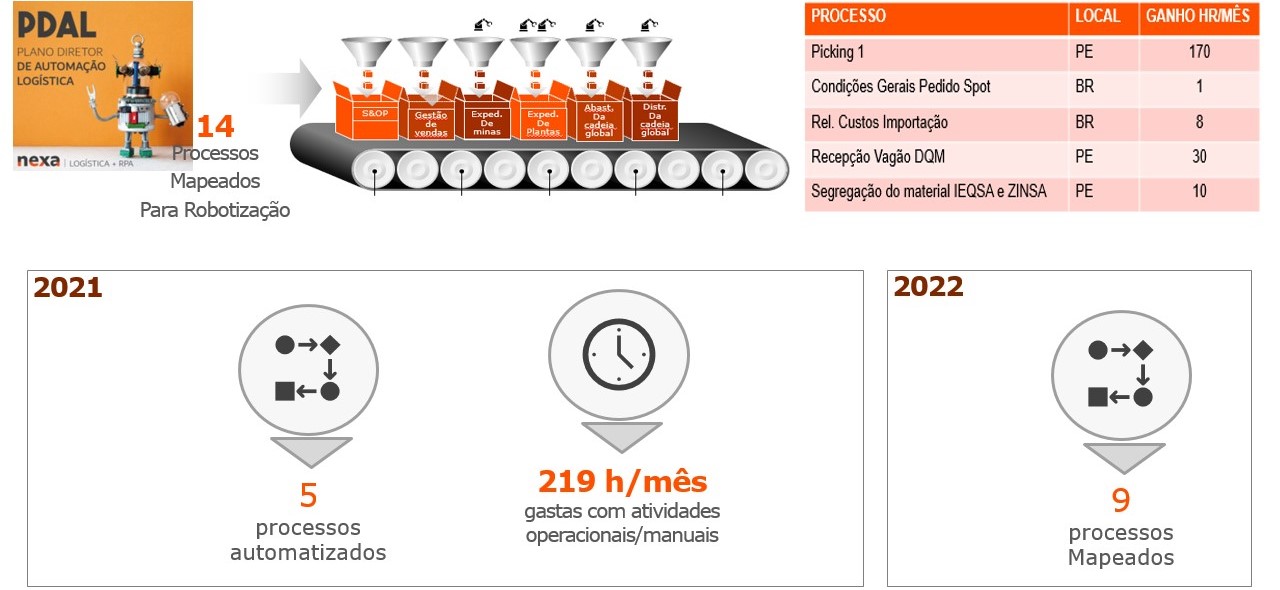 PDAL
PLANO DIRETOR
DE AUTOMAÇÃO
LOGÍSTICA
nexa | LOGÍSTICA + RPA
14
Processos
Mapeados
Para Robotização
S&OP
Gestão
de
vendas
Exped.
De
minas
Exped.
De
Plantas
Abast.
Da
cadeia
global
Distr.
Da
cadeia
global
PROCESSO LOCAL GANHO HR/MÊS
Picking 1 PE 170
Condições Gerais Pedido Spot BR 1
Rel. Custos Importação BR 8
Recepção Vagão DQM PE 30
Segregação do material IEQSA e ZINSA PE 10
2021
5
processos
automatizados
219 h/mês
gastas com atividades
operacionais/manuais
2022
9
processos
Mapeados